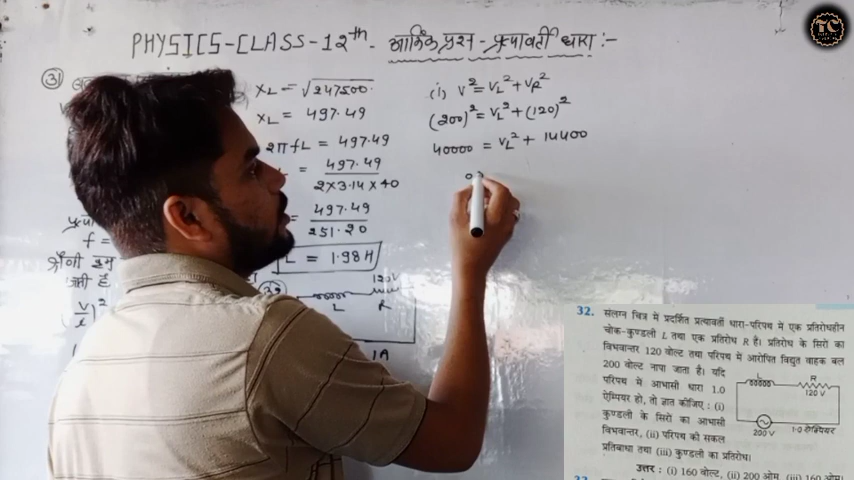 PHYSICS-CLASS-12th. आंकिक प्रश्न - प्रत्यावर्ती धारा :-
31
XL = √247500.
XL = 497.49
2πfL = 497.49
= 497.49
2×3.14×40
= 497.49
251.20
f =
L = 1.98H
(V/i)²
120V
L R
1A
(i) V² = VL² + VR²
(200)² = VL² + (120)²
40000 = VL² + 14400
32. संलग्न चित्र में प्रदर्शित प्रत्यावर्ती धारा-परिपथ में एक प्रतिरोधहीन
चोक-कुण्डली L तथा एक प्रतिरोध R है। प्रतिरोध के सिरों का
विभवान्तर 120 वोल्ट तथा परिपथ में आरोपित विद्युत वाहक बल
200 वोल्ट नापा जाता है। यदि
परिपथ में आभासी धारा 1.0
ऐम्पियर हो, तो ज्ञात कीजिए : (i)
कुण्डली के सिरों का आभासी
विभवान्तर, (ii) परिपथ की सकल
प्रतिबाधा तथा (iii) कुण्डली का प्रतिरोध।
L R
120 V
200 V 1·0 ऐम्पियर
उत्तर : (i) 160 वोल्ट, (ii) 200 ओम, (iii) 160 ओम।
TC